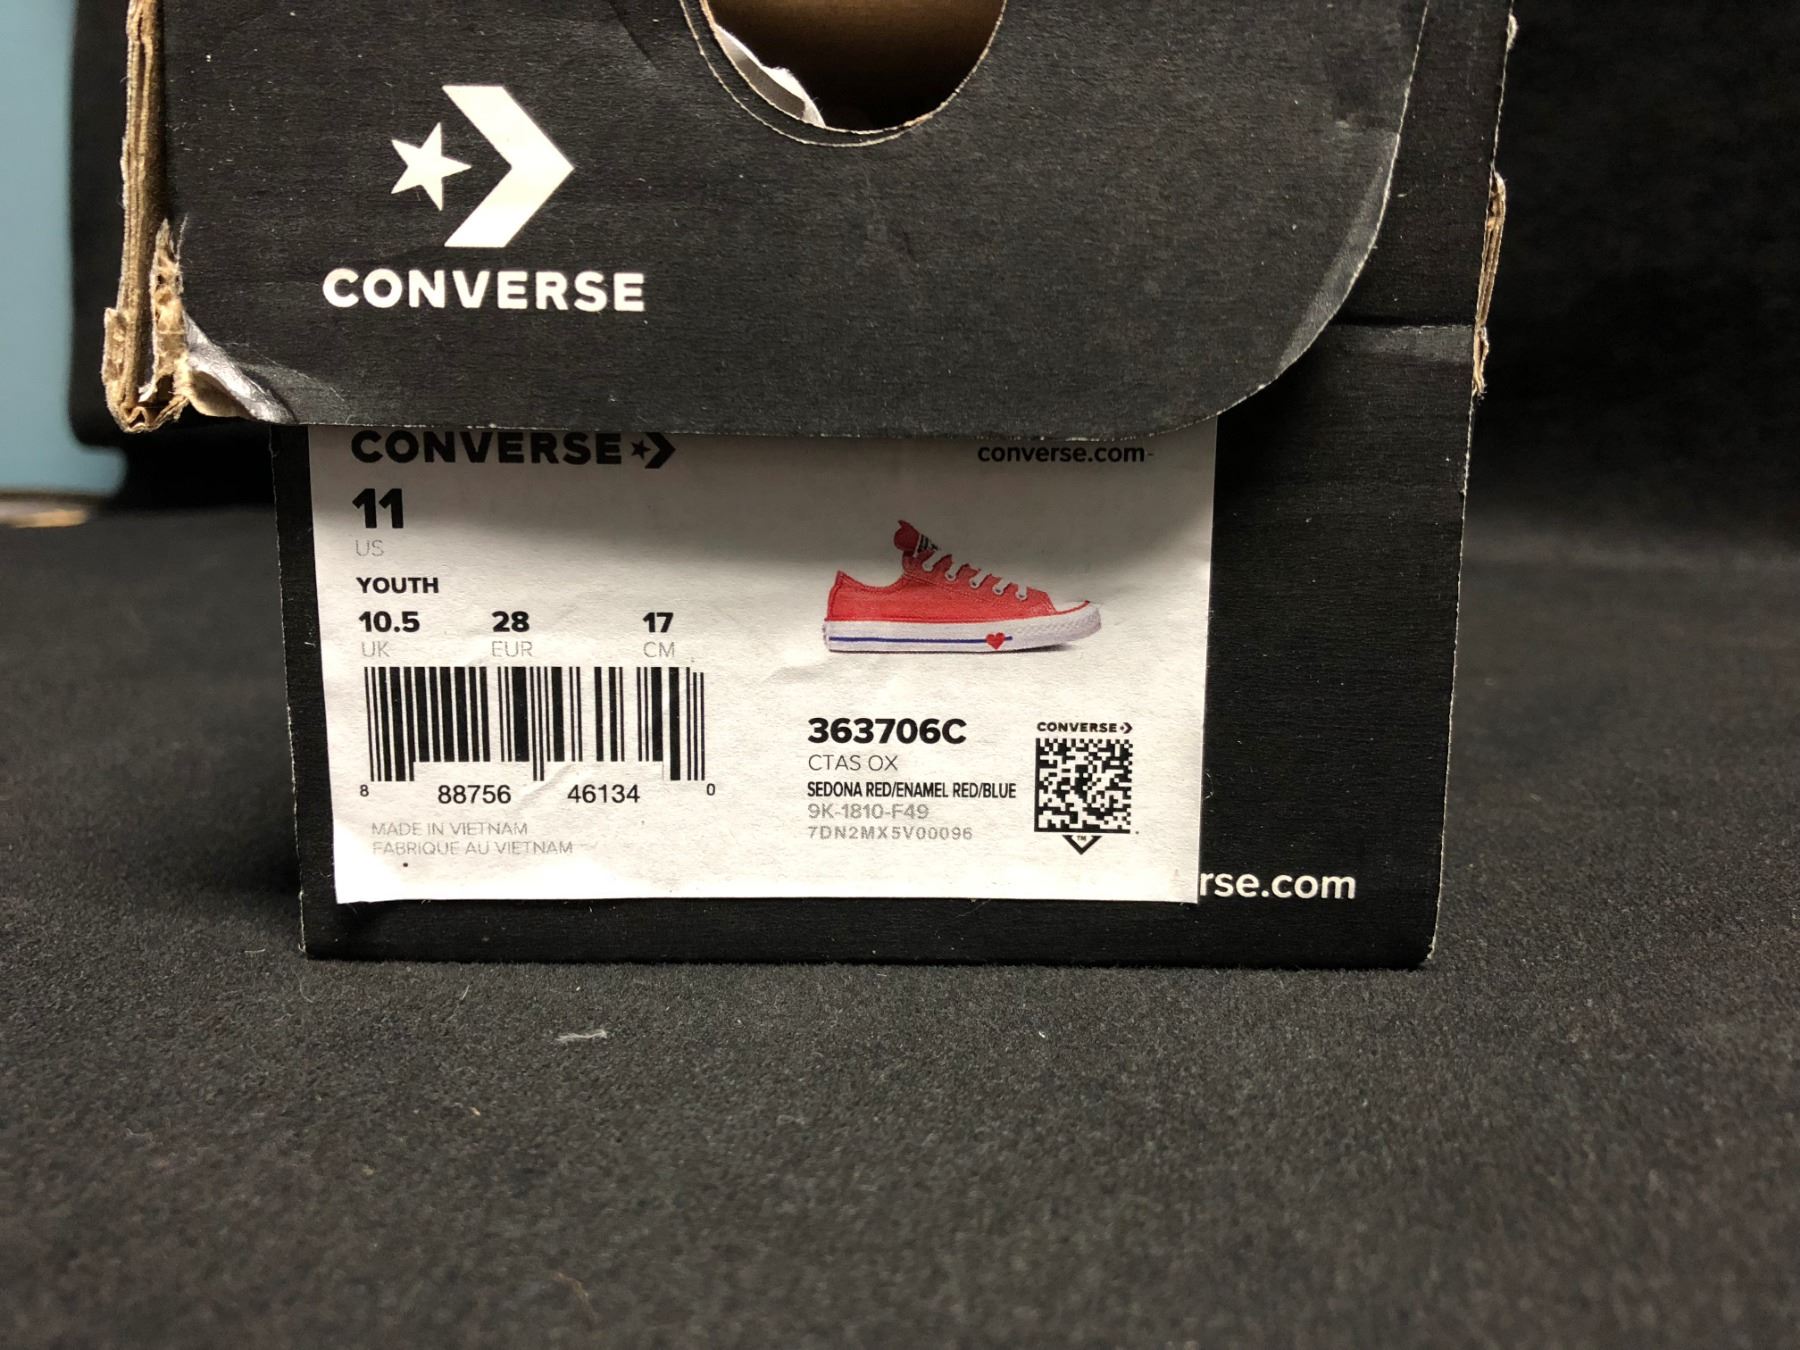 CONVERSE
CONVERSE
converse.com
11
US
YOUTH
10.5 28 17
UK EUR CM
8 88756 46134 0
MADE IN VIETNAM
FABRIQUE AU VIETNAM
363706C
CTAS OX
SEDONA RED/ENAMEL RED/BLUE
9K-1810-F49
7DN2MX5V00096
CONVERSE
TM
rse.com